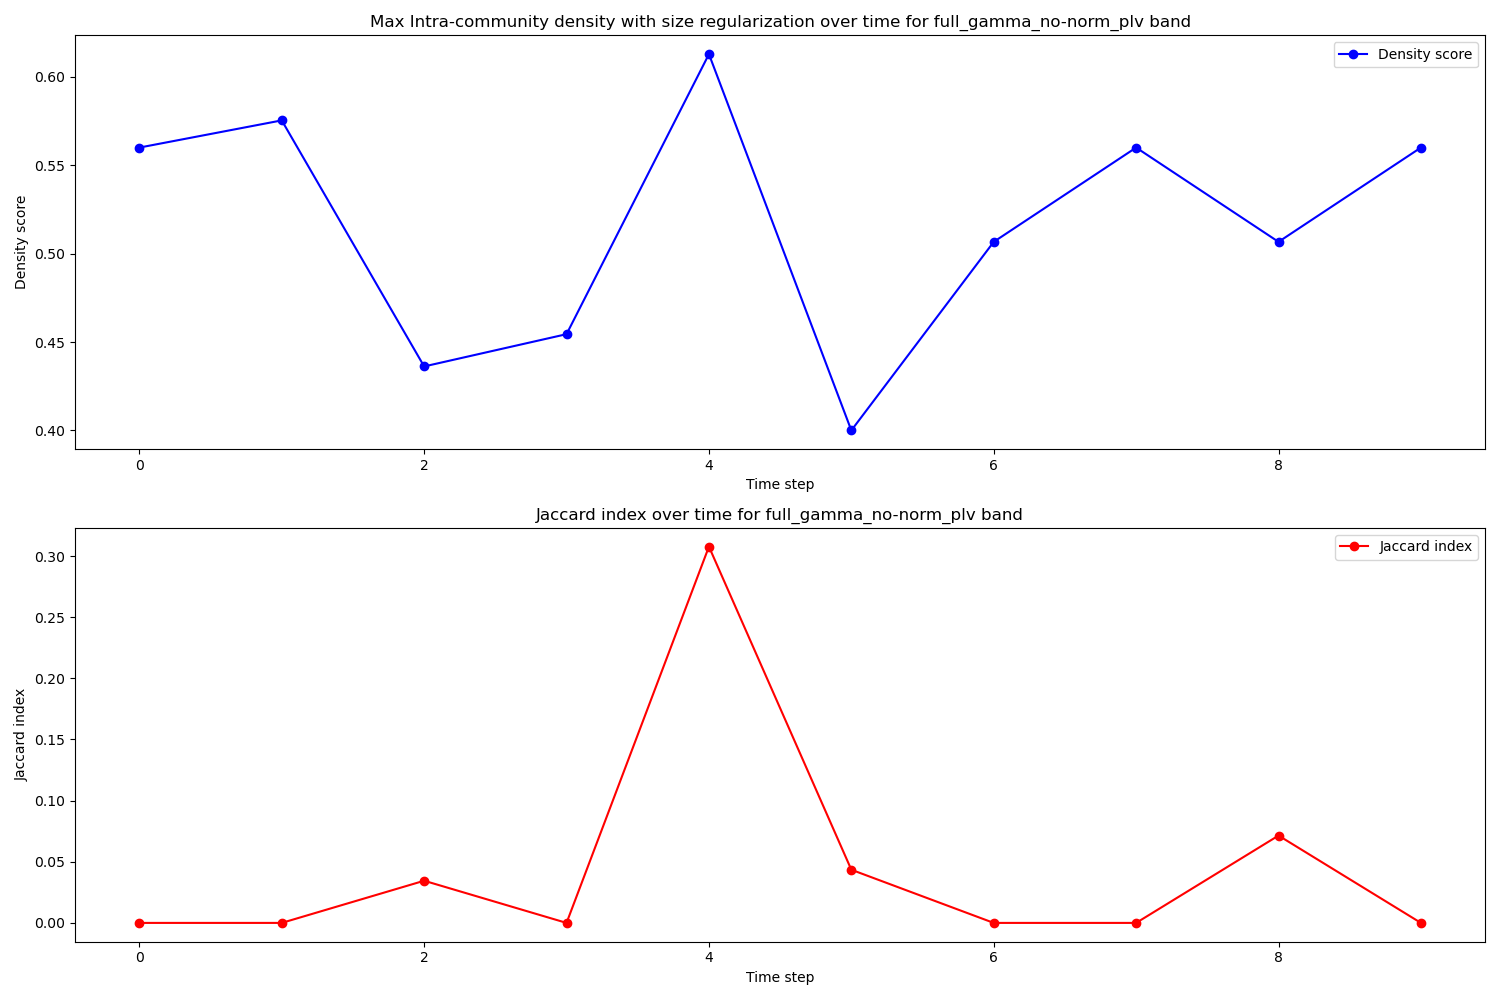 Max Intra-community density with size regularization over time for full_gamma_no-norm_plv band
Density score
0.60
0.55
0.50
0.45
0.40
Density score
0 2 4 6 8
Time step
Jaccard index over time for full_gamma_no-norm_plv band
Jaccard index
0.30
0.25
0.20
0.15
0.10
0.05
0.00
Jaccard index
0 2 4 6 8
Time step